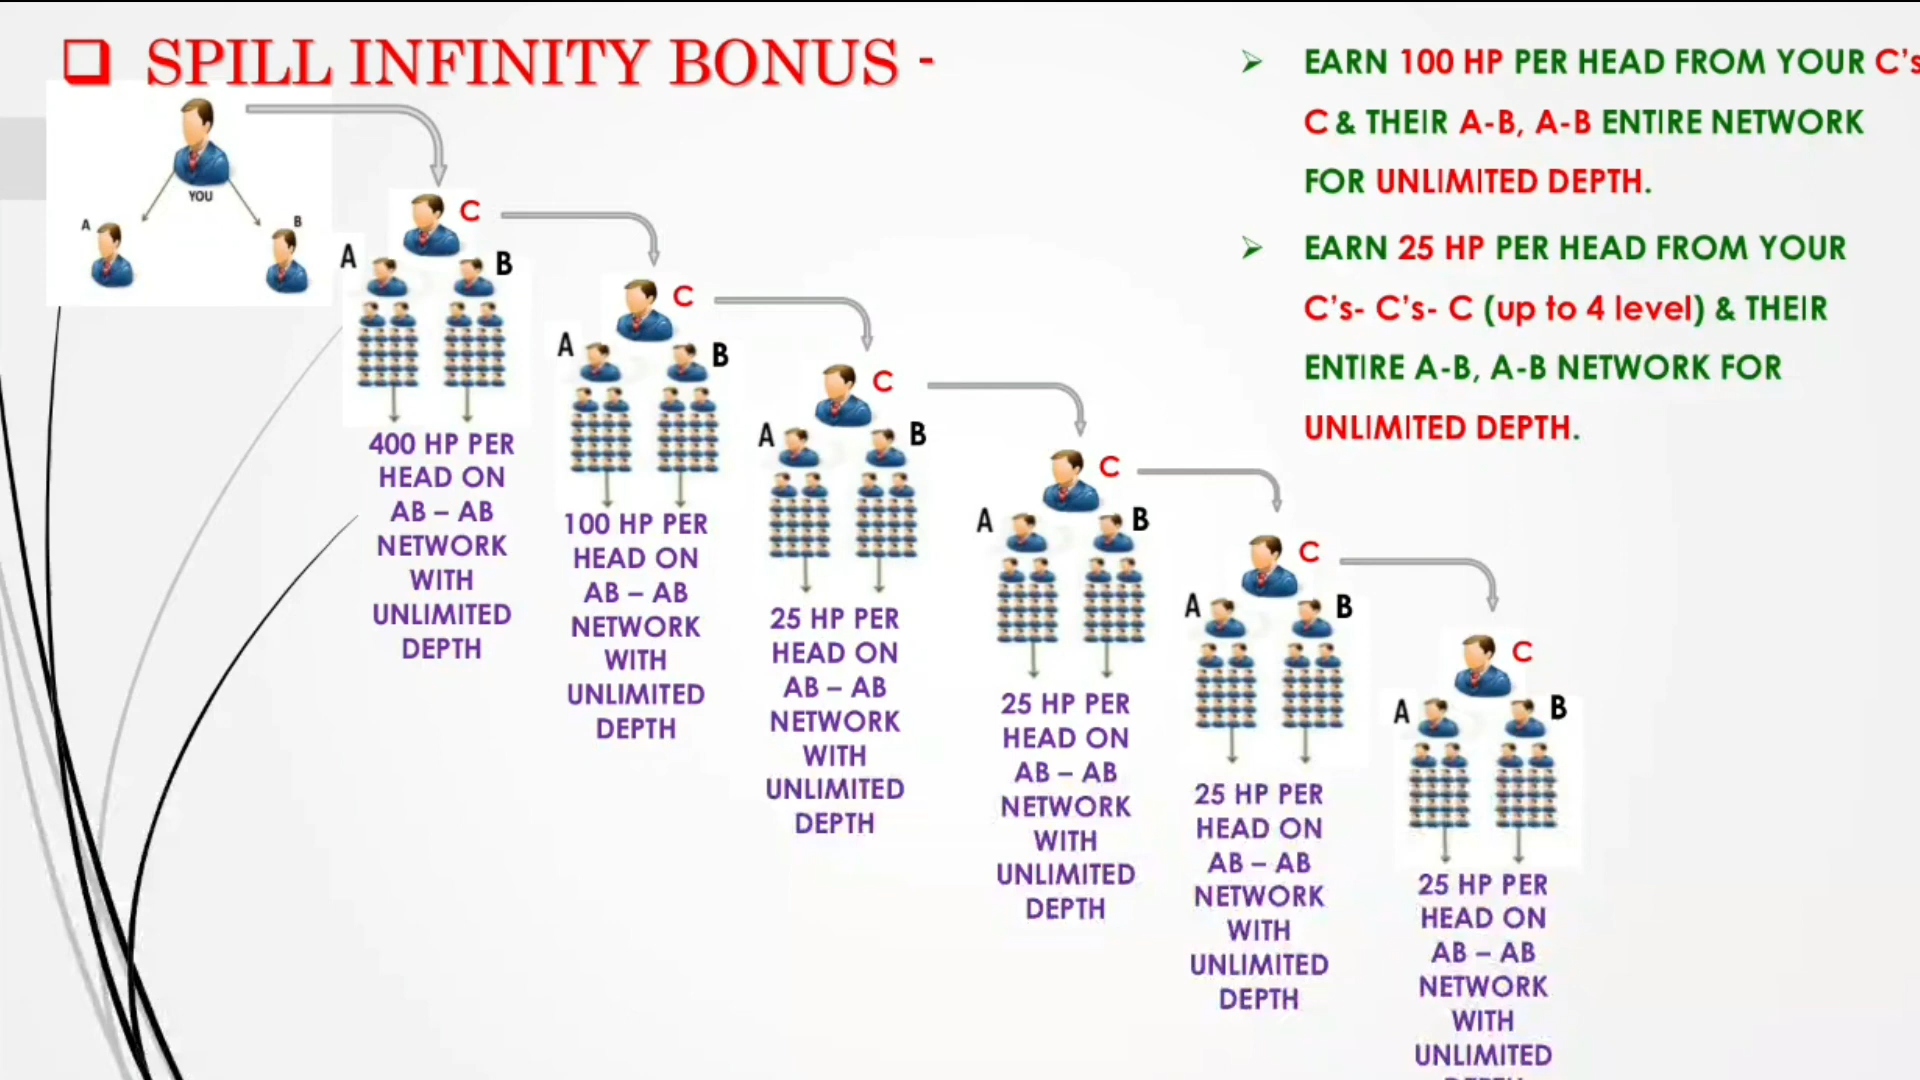 SPILL INFINITY BONUS -
EARN 100 HP PER HEAD FROM YOUR C's
C & THEIR A-B, A-B ENTIRE NETWORK
FOR UNLIMITED DEPTH.
EARN 25 HP PER HEAD FROM YOUR
C's- C's- C (up to 4 level) & THEIR
ENTIRE A-B, A-B NETWORK FOR
UNLIMITED DEPTH.
YOU
A
B
C
A
B
400 HP PER
HEAD ON
AB – AB
NETWORK
WITH
UNLIMITED
DEPTH
C
A
B
100 HP PER
HEAD ON
AB – AB
NETWORK
WITH
UNLIMITED
DEPTH
C
A
B
25 HP PER
HEAD ON
AB – AB
NETWORK
WITH
UNLIMITED
DEPTH
C
A
B
25 HP PER
HEAD ON
AB – AB
NETWORK
WITH
UNLIMITED
DEPTH
C
A
B
25 HP PER
HEAD ON
AB – AB
NETWORK
WITH
UNLIMITED
DEPTH
C
A
B
25 HP PER
HEAD ON
AB – AB
NETWORK
WITH
UNLIMITED